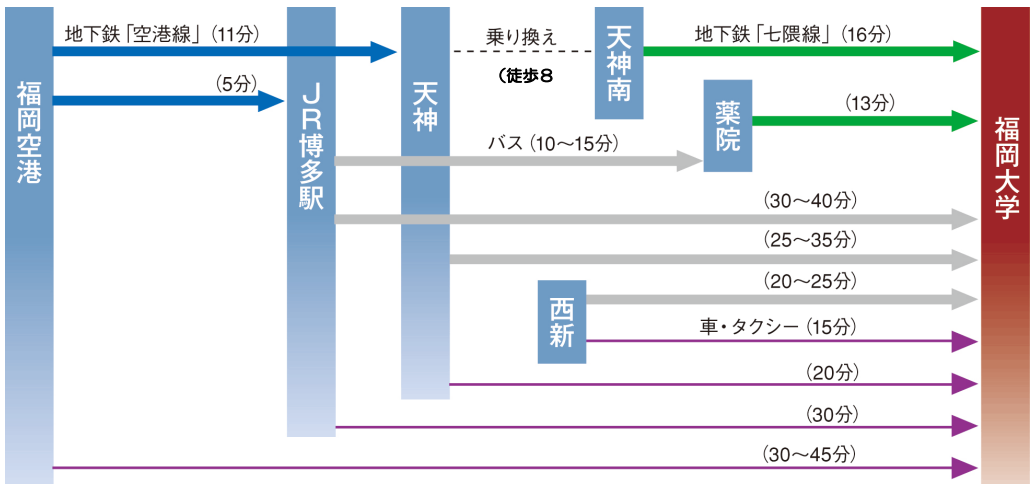 福岡空港
地下鉄「空港線」(11分)
(5分)
JR博多駅
天神
乗り換え
(徒歩8
天神南
地下鉄「七隈線」(16分)
薬院
(13分)
バス(10〜15分)
(30〜40分)
(25〜35分)
西新
(20〜25分)
車・タクシー(15分)
(20分)
(30分)
(30〜45分)
福岡大学